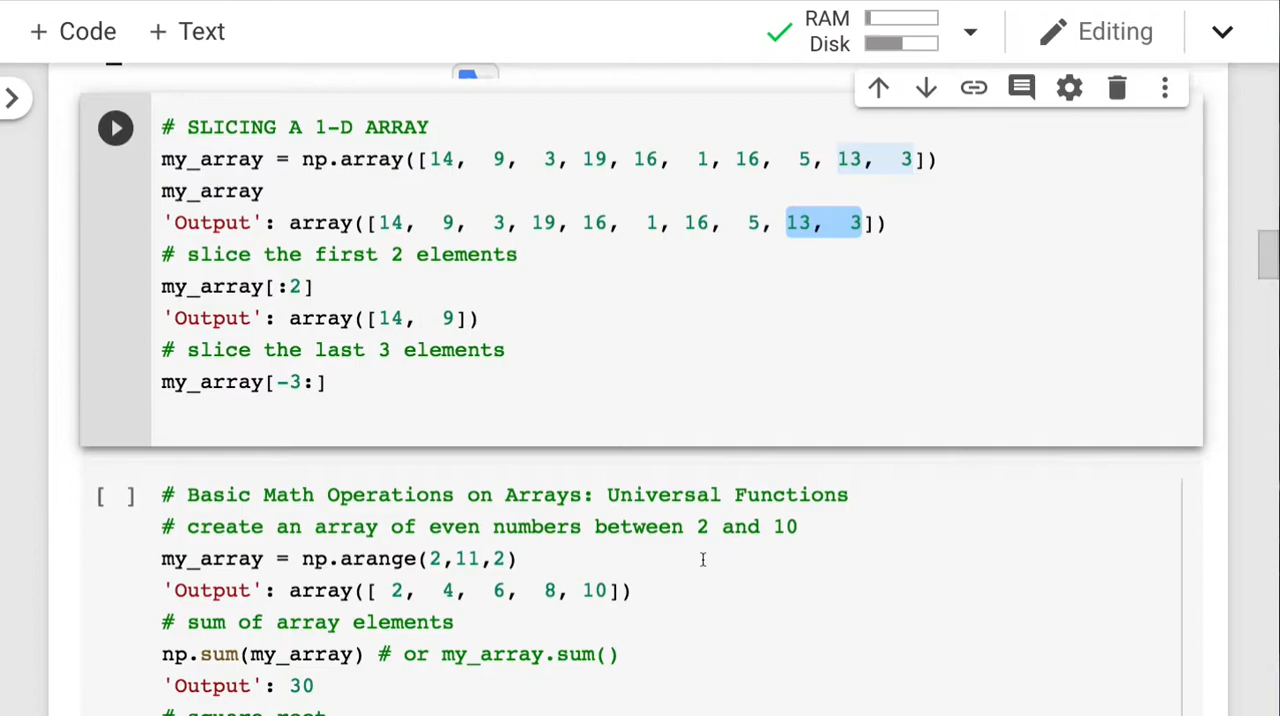 + Code + Text
RAM
Disk
Editing
# SLICING A 1-D ARRAY
my_array = np.array([14,  9,  3, 19, 16,  1, 16,  5, 13,  3])
my_array
'Output': array([14,  9,  3, 19, 16,  1, 16,  5, 13,  3])
# slice the first 2 elements
my_array[:2]
'Output': array([14,  9])
# slice the last 3 elements
my_array[-3:]
[ ] # Basic Math Operations on Arrays: Universal Functions
# create an array of even numbers between 2 and 10
my_array = np.arange(2,11,2)
'Output': array([ 2,  4,  6,  8, 10])
# sum of array elements
np.sum(my_array) # or my_array.sum()
'Output': 30
# square root